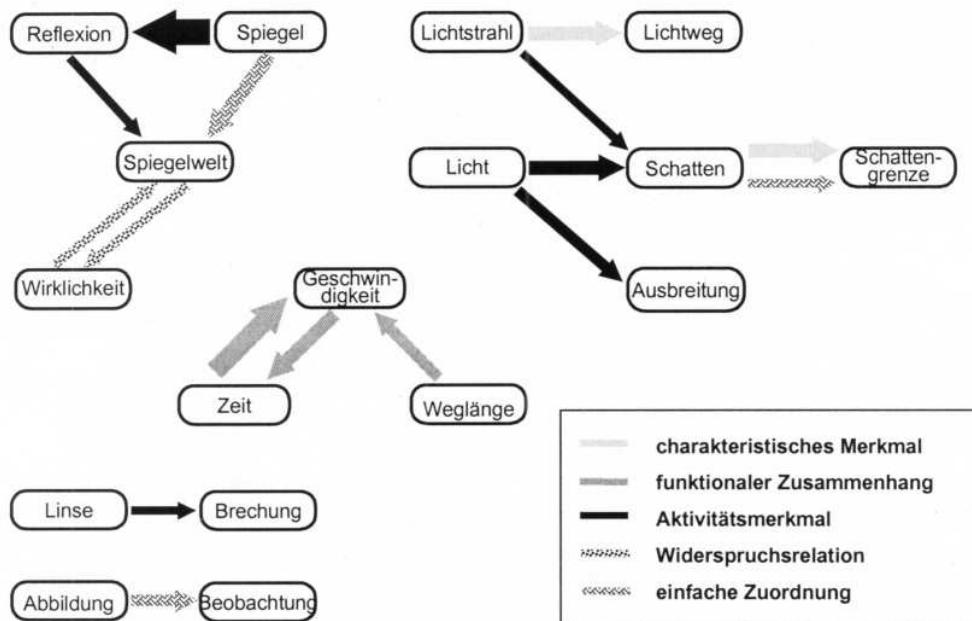 Reflexion
Spiegel
Lichtstrahl
Lichtweg
Spiegelwelt
Licht
Schatten
Schatten-
grenze
Wirklichkeit
Geschwin-
digkeit
Ausbreitung
Zeit
Weglänge
charakteristisches Merkmal
funktionaler Zusammenhang
Aktivitätsmerkmal
Widerspruchsrelation
einfache Zuordnung
Linse
Brechung
Abbildung
Beobachtung